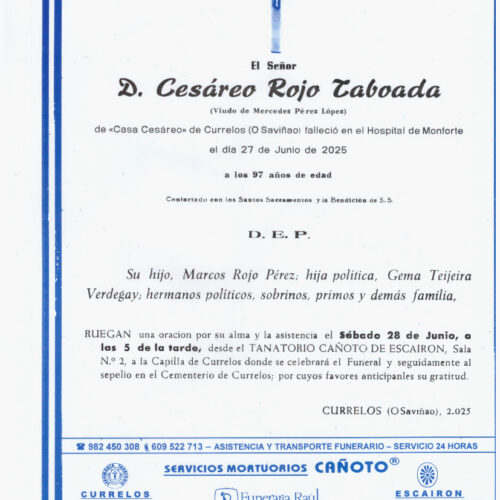 El Señor
D. Cesáreo Rojo Taboada
(Viudo de Mercedes Pérez López)
de «Casa Cesáreo» de Currelos (O Saviñao) falleció en el Hospital de Monforte
el día 27 de Junio de 2025
a los 97 años de edad
Confortado con los Santos Sacramentos y la Bendición de S. S.
D. E. P.
Su hijo, Marcos Rojo Pérez; hija política, Gema Teijeira
Verdegay; hermanos políticos, sobrinos, primos y demás familia,
RUEGAN una oracion por su alma y la asistencia el Sábado 28 de Junio, a
las 5 de la tarde, desde el TANATORIO CAÑOTO DE ESCAIRON, Sala
N.º 2, a la Capilla de Currelos donde se celebrará el Funeral y seguidamente al
sepelio en el Cementerio de Currelos; por cuyos favores anticipan­les su gratitud.
CURRELOS (O Saviñao), 2.025
☎ 982 450 308 609 522 713 – ASISTENCIA Y TRANSPORTE FUNERARIO – SERVICIO 24 HORAS
SERVICIOS MORTUORIOS CAÑOTO®
CURRELOS
Funeraria Raúl
ESCAIRON